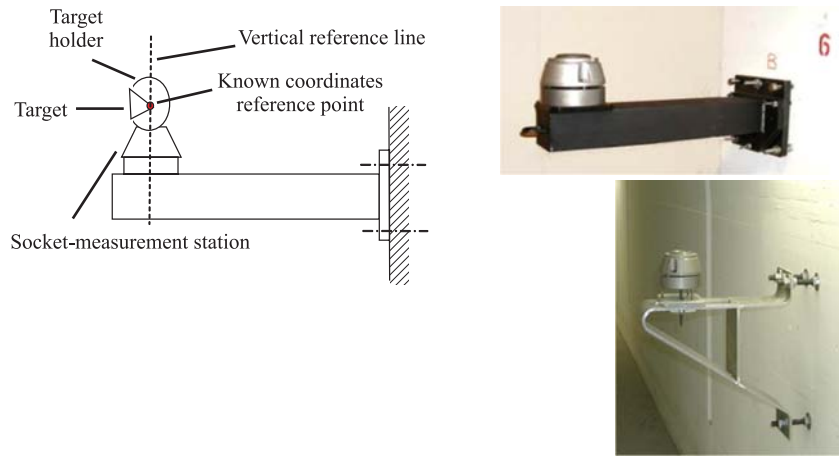 Target
holder
Vertical reference line
Known coordinates
reference point
Target
Socket-measurement station
B
6